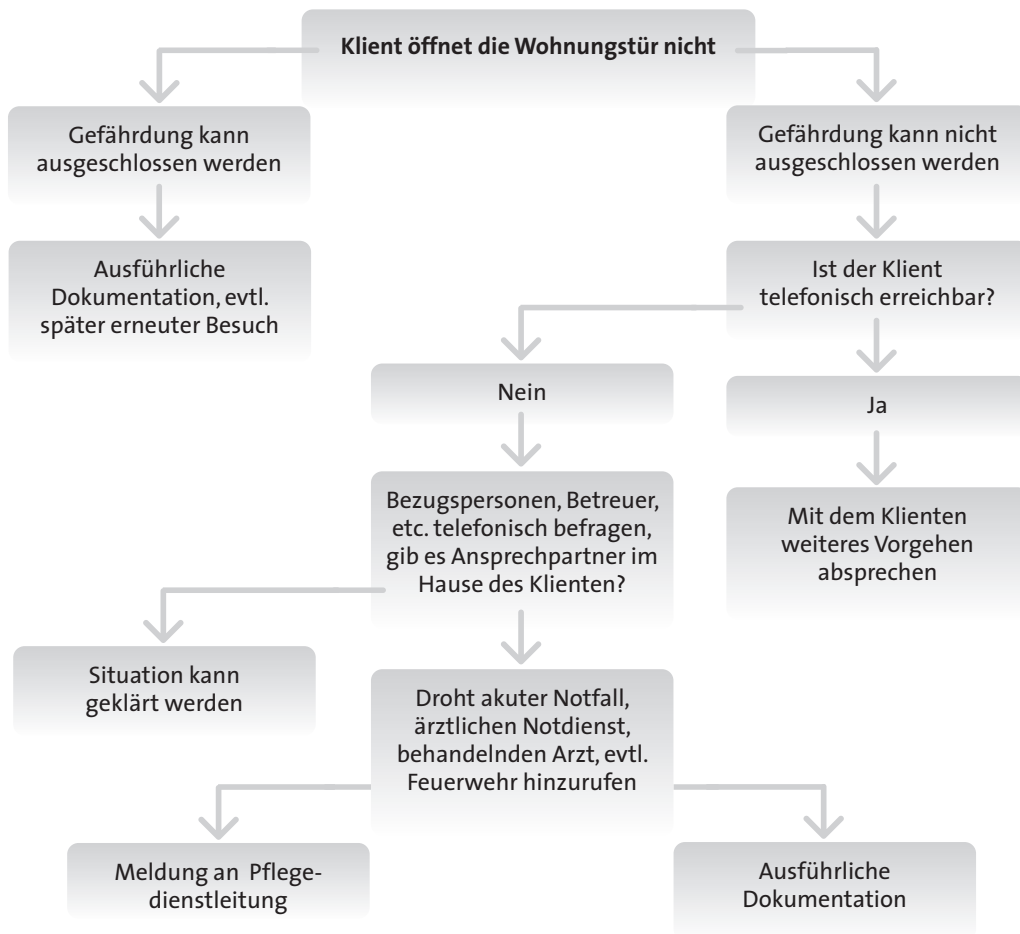 Klient öffnet die Wohnungstür nicht
Gefährdung kann
ausgeschlossen werden
Gefährdung kann nicht
ausgeschlossen werden
Ausführliche
Dokumentation, evtl.
später erneuter Besuch
Ist der Klient
telefonisch erreichbar?
Nein
Ja
Bezugspersonen, Betreuer,
etc. telefonisch befragen,
gib es Ansprechpartner im
Hause des Klienten?
Mit dem Klienten
weiteres Vorgehen
absprechen
Situation kann
geklärt werden
Droht akuter Notfall,
ärztlichen Notdienst,
behandelnden Arzt, evtl.
Feuerwehr hinzurufen
Meldung an Pflege-
dienstleitung
Ausführliche
Dokumentation